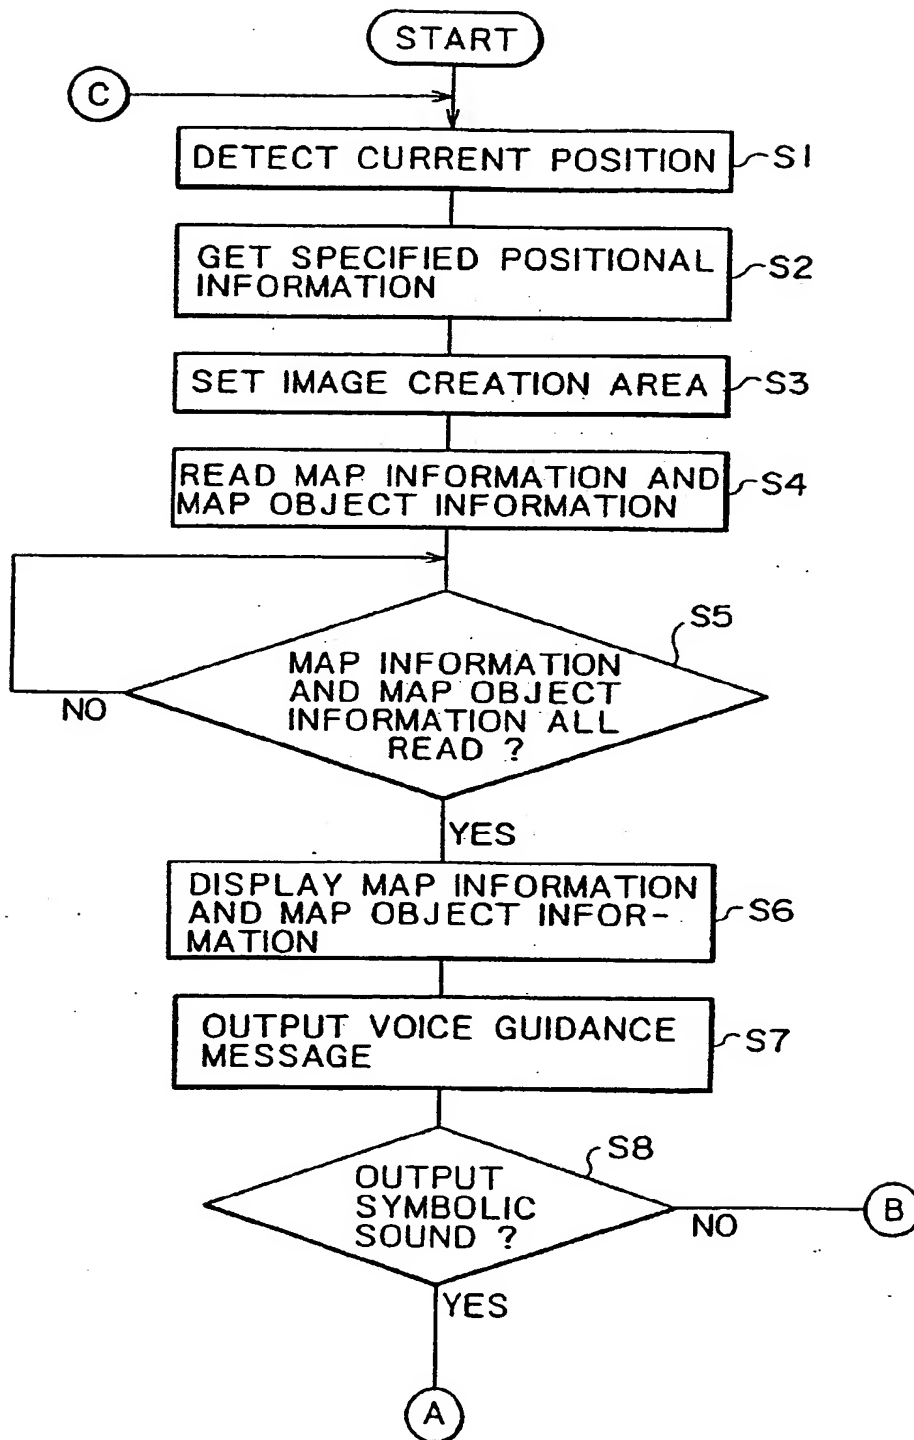 START
C
DETECT CURRENT POSITION
S1
GET SPECIFIED POSITIONAL
INFORMATION
S2
SET IMAGE CREATION AREA
S3
READ MAP INFORMATION AND
MAP OBJECT INFORMATION
S4
S5
MAP INFORMATION
AND MAP OBJECT
INFORMATION ALL
READ ?
NO
YES
DISPLAY MAP INFORMATION
AND MAP OBJECT INFOR-
MATION
S6
OUTPUT VOICE GUIDANCE
MESSAGE
S7
S8
OUTPUT
SYMBOLIC
SOUND ?
NO
B
YES
A